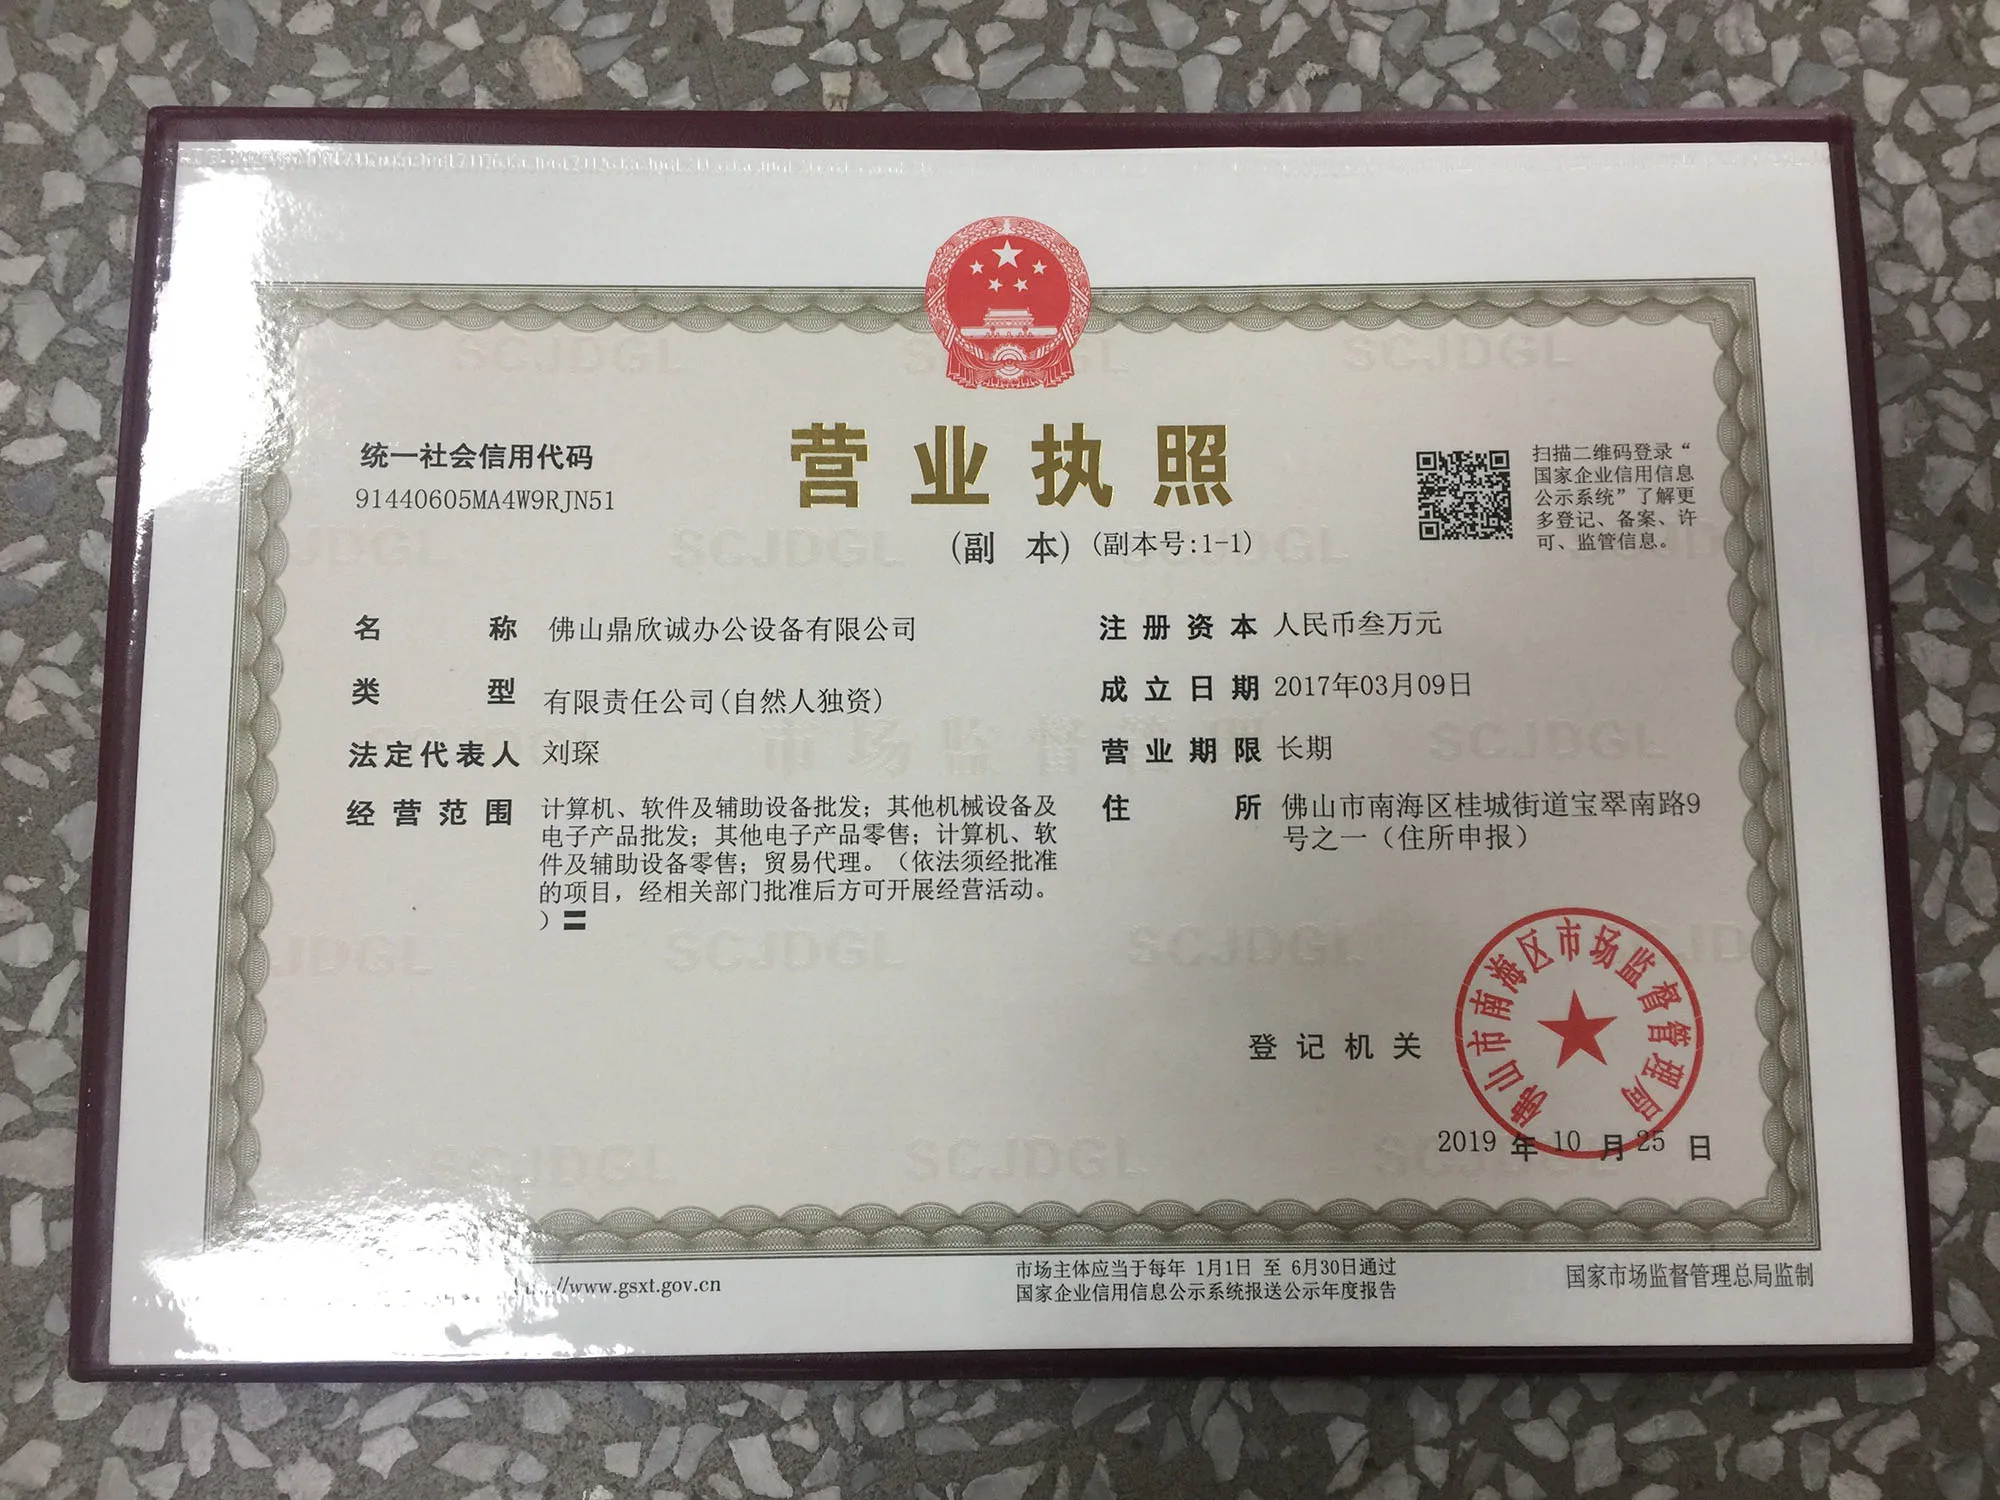 统一社会信用代码
91440605MA4W9RJN51
营业执照
(副 本) (副本号:1-1)
扫描二维码登录“
国家企业信用信息
公示系统”了解更
多登记、备案、许
可、监管信息。
名 称 佛山鼎欣诚办公设备有限公司
类 型 有限责任公司(自然人独资)
法定代表人 刘琛
经营范围 计算机、软件及辅助设备批发；其他机械设备及
电子产品批发；其他电子产品零售；计算机、软
件及辅助设备零售；贸易代理。（依法须经批准
的项目，经相关部门批准后方可开展经营活动。
）〓
注册资本 人民币叁万元
成立日期 2017年03月09日
营业期限 长期
住 所 佛山市南海区桂城街道宝翠南路9
号之一（住所申报）
登记机关
佛山市南海区市场监督管理局
2019 年 10 月 25 日
//www.gsxt.gov.cn
市场主体应当于每年 1月1日 至 6月30日通过
国家企业信用信息公示系统报送公示年度报告
国家市场监督管理总局监制
SCJDGL
市场监督管理